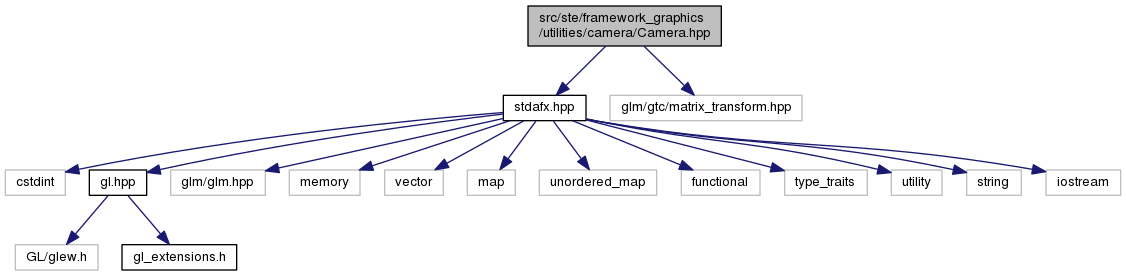 src/ste/framework_graphics
/utilities/camera/Camera.hpp
stdafx.hpp
glm/gtc/matrix_transform.hpp
cstdint
gl.hpp
glm/glm.hpp
memory
vector
map
unordered_map
functional
type_traits
utility
string
iostream
GL/glew.h
gl_extensions.h